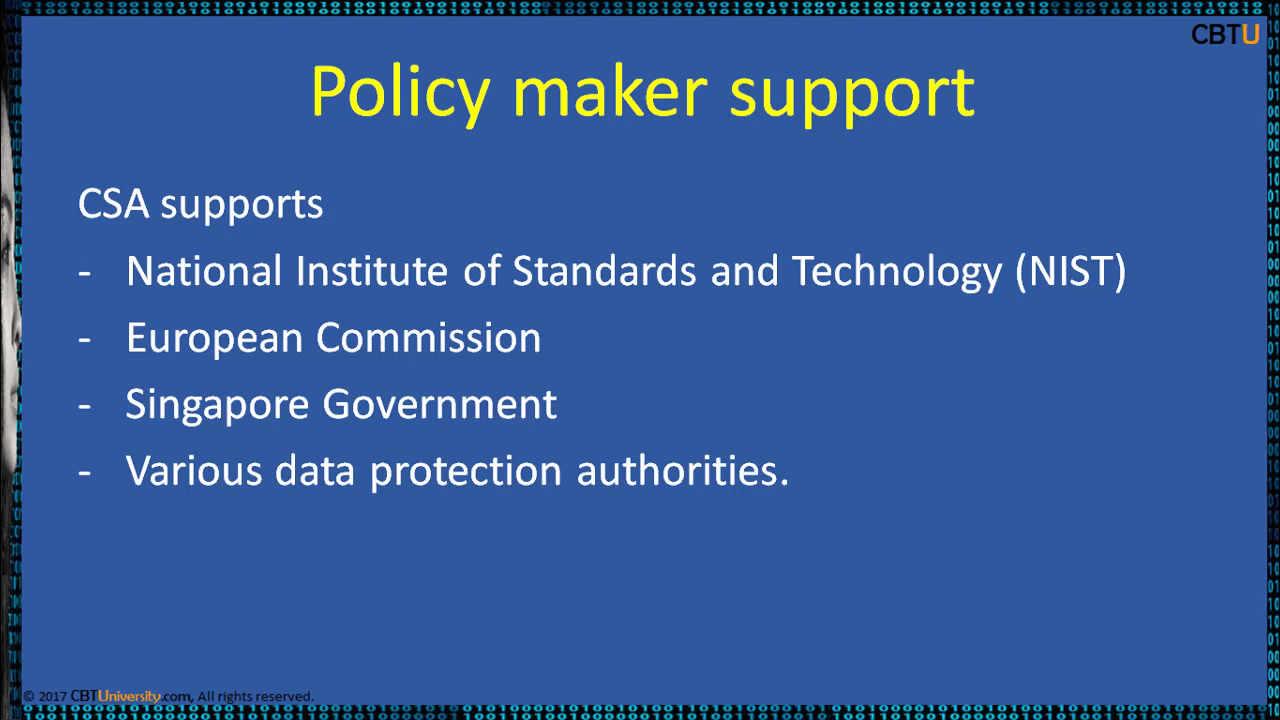 CBTU
Policy maker support
CSA supports
- National Institute of Standards and Technology (NIST)
- European Commission
- Singapore Government
- Various data protection authorities.
© 2017 CBTUniversity.com, All rights reserved.